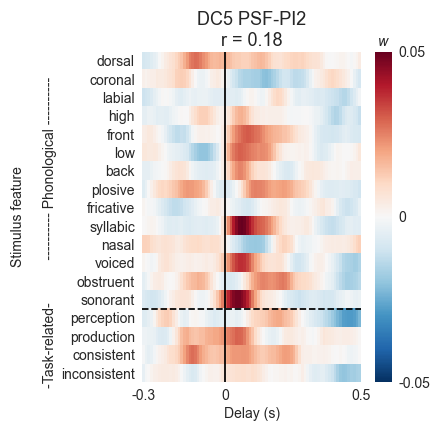 DC5 PSF-PI2
r = 0.18
w
dorsal
coronal
labial
high
front
low
back
plosive
fricative
syllabic
nasal
voiced
obstruent
sonorant
perception
production
consistent
inconsistent
Stimulus feature
---------- Phonological ----------
-Task-related-
-0.3
0
0.5
Delay (s)
0.05
0
-0.05